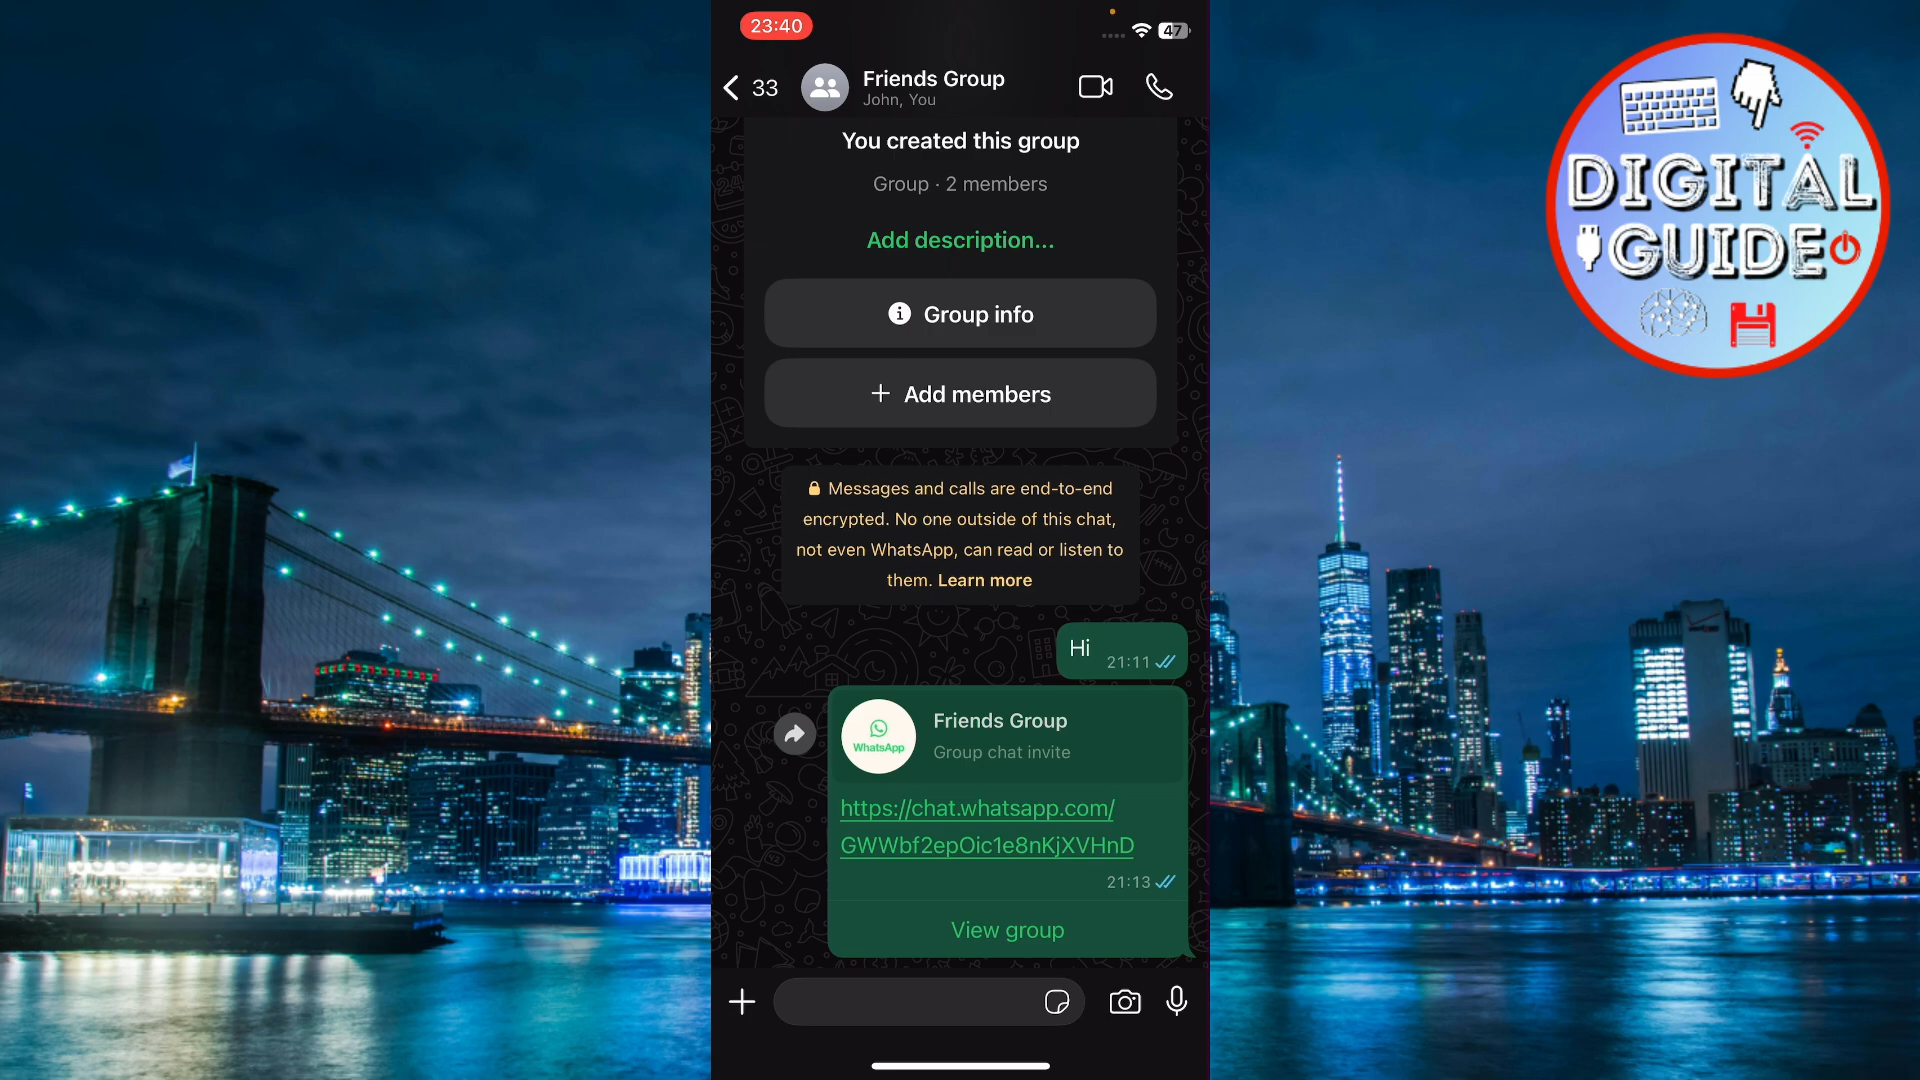 23:40
47
33
Friends Group
John, You
You created this group
Group · 2 members
Add description...
Group info
+ Add members
Messages and calls are end-to-end
encrypted. No one outside of this chat,
not even WhatsApp, can read or listen to
them. Learn more
Hi
21:11
WhatsApp
Friends Group
Group chat invite
https://chat.whatsapp.com/
GWWbf2epOic1e8nKjXVHnD
21:13
View group
DIGITAL
GUIDE